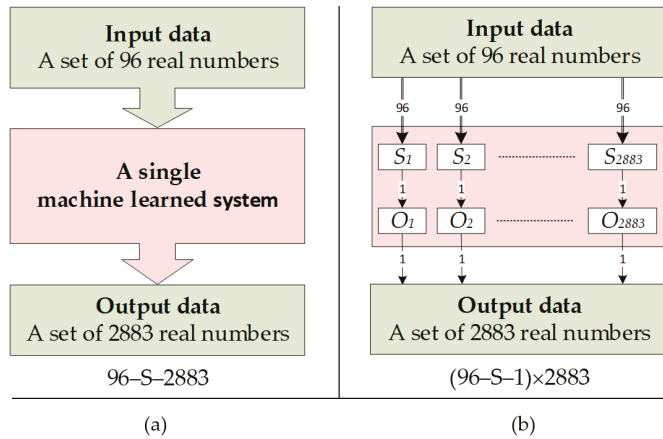 Input data
A set of 96 real numbers
A single
machine learned system
Output data
A set of 2883 real numbers
96–S–2883
(a)
Input data
A set of 96 real numbers
96 96 96
S1 S2 S2883
1 1 1
O1 O2 O2883
1 1 1
Output data
A set of 2883 real numbers
(96–S–1)×2883
(b)